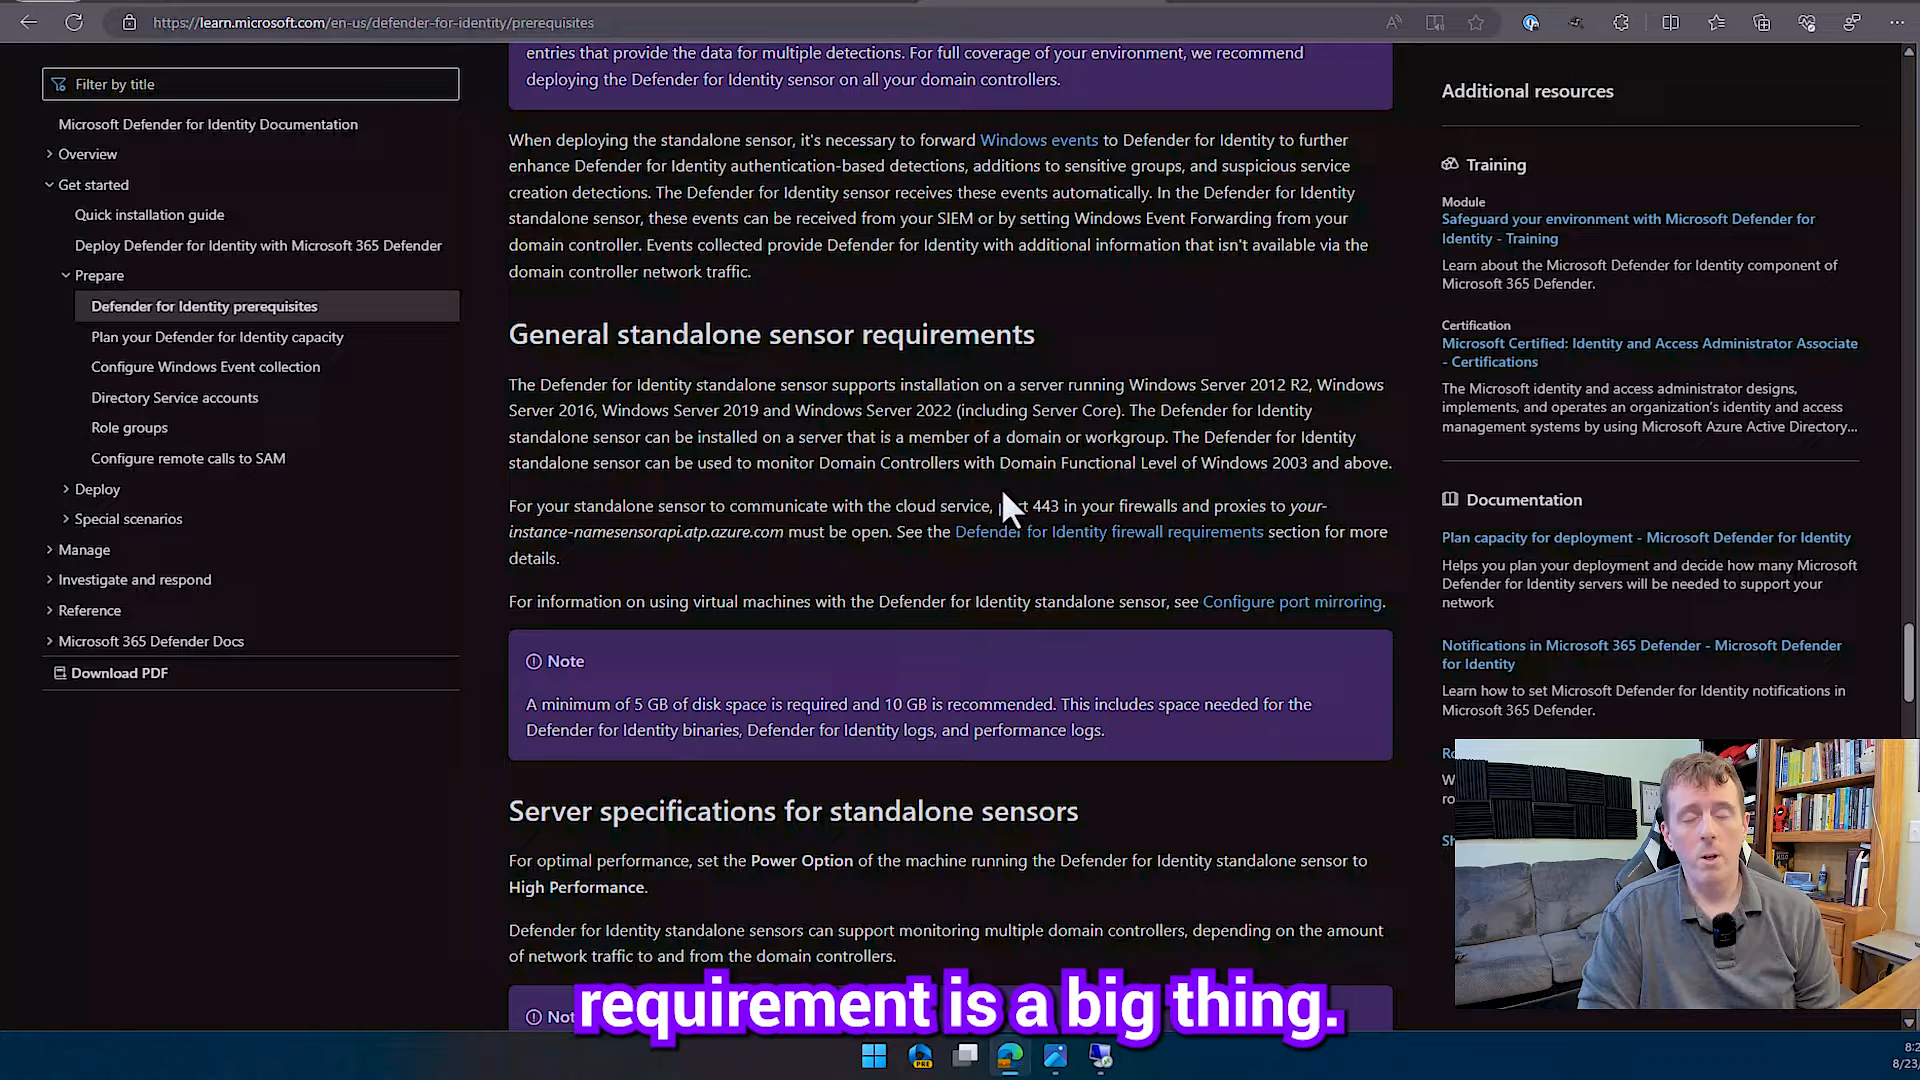 https://learn.microsoft.com/en-us/defender-for-identity/prerequisites
Filter by title
Microsoft Defender for Identity Documentation
Overview
Get started
Quick installation guide
Deploy Defender for Identity with Microsoft 365 Defender
Prepare
Defender for Identity prerequisites
Plan your Defender for Identity capacity
Configure Windows Event collection
Directory Service accounts
Role groups
Configure remote calls to SAM
Deploy
Special scenarios
Manage
Investigate and respond
Reference
Microsoft 365 Defender Docs
Download PDF
entries that provide the data for multiple detections. For full coverage of your environment, we recommend
deploying the Defender for Identity sensor on all your domain controllers.
When deploying the standalone sensor, it's necessary to forward Windows events to Defender for Identity to further
enhance Defender for Identity authentication-based detections, additions to sensitive groups, and suspicious service
creation detections. The Defender for Identity sensor receives these events automatically. In the Defender for Identity
standalone sensor, these events can be received from your SIEM or by setting Windows Event Forwarding from your
domain controller. Events collected provide Defender for Identity with additional information that isn't available via the
domain controller network traffic.
General standalone sensor requirements
The Defender for Identity standalone sensor supports installation on a server running Windows Server 2012 R2, Windows
Server 2016, Windows Server 2019 and Windows Server 2022 (including Server Core). The Defender for Identity
standalone sensor can be installed on a server that is a member of a domain or workgroup. The Defender for Identity
standalone sensor can be used to monitor Domain Controllers with Domain Functional Level of Windows 2003 and above.
For your standalone sensor to communicate with the cloud service, port 443 in your firewalls and proxies to your-
instance-namesensorapi.atp.azure.com must be open. See the Defender for Identity firewall requirements section for more
details.
For information on using virtual machines with the Defender for Identity standalone sensor, see Configure port mirroring.
Note
A minimum of 5 GB of disk space is required and 10 GB is recommended. This includes space needed for the
Defender for Identity binaries, Defender for Identity logs, and performance logs.
Server specifications for standalone sensors
For optimal performance, set the Power Option of the machine running the Defender for Identity standalone sensor to
High Performance.
Defender for Identity standalone sensors can support monitoring multiple domain controllers, depending on the amount
of network traffic to and from the domain controllers.
Not
requirement is a big thing.
Additional resources
Training
Module
Safeguard your environment with Microsoft Defender for
Identity - Training
Learn about the Microsoft Defender for Identity component of
Microsoft 365 Defender.
Certification
Microsoft Certified: Identity and Access Administrator Associate
- Certifications
The Microsoft identity and access administrator designs,
implements, and operates an organization's identity and access
management systems by using Microsoft Azure Active Directory...
Documentation
Plan capacity for deployment - Microsoft Defender for Identity
Helps you plan your deployment and decide how many Microsoft
Defender for Identity servers will be needed to support your
network
Notifications in Microsoft 365 Defender - Microsoft Defender
for Identity
Learn how to set Microsoft Defender for Identity notifications in
Microsoft 365 Defender.
Ro
W
ro
Sh
PRE
8:2
8/23/